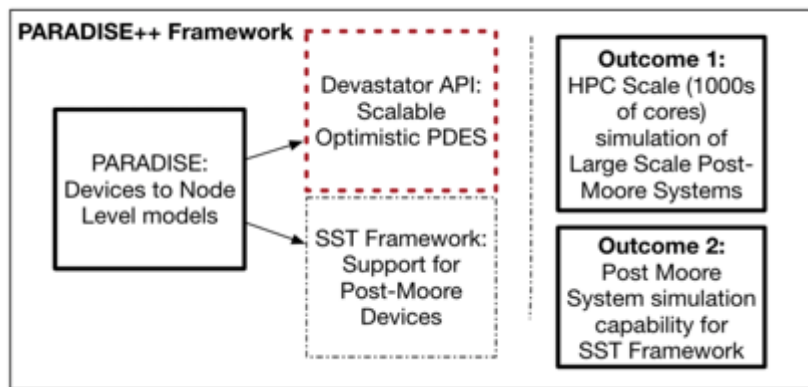 PARADISE++ Framework
PARADISE:
Devices to Node
Level models
Devastator API:
Scalable
Optimistic PDES
SST Framework:
Support for
Post-Moore
Devices
Outcome 1:
HPC Scale (1000s
of cores)
simulation of
Large Scale Post-
Moore Systems
Outcome 2:
Post Moore
System simulation
capability for
SST Framework